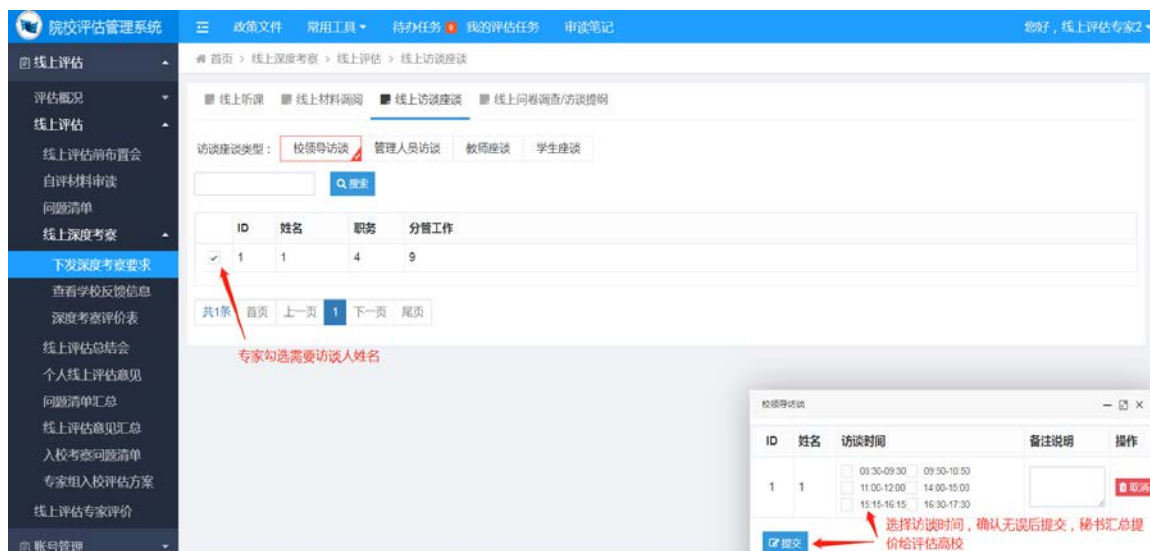 院校评估管理系统
政策文件 常用工具 待办任务 0 我的评估任务 审读笔记
您好，线上评估专家2
线上评估
首页 > 线上深度考察 > 线上评估 > 线上访谈座谈
评估概况
线上评估
线上评估前布置会
自评材料审读
问题清单
线上深度考察
下发深度考察要求
查看学校反馈信息
深度考察评价表
线上评估总结会
个人线上评估意见
问题清单汇总
线上评估意见汇总
入校考察问题清单
专家组入校评估方案
线上评估专家评价
账号管理
线上听课 线上材料调阅 线上访谈座谈 线上问卷调查/访谈提纲
访谈座谈类型： 校领导访谈 管理人员访谈 教师座谈 学生座谈
搜索
ID 姓名 职务 分管工作
1 1 4 9
共1条 首页 上一页 1 下一页 尾页
专家勾选需要访谈人姓名
校领导访谈
ID 姓名 访谈时间 备注说明 操作
08:30-09:30 09:50-10:50
1 1 11:00-12:00 14:00-15:00 取消
15:15-16:15 16:30-17:30
选择访谈时间，确认无误后提交，秘书汇总提
提交 价给评估高校